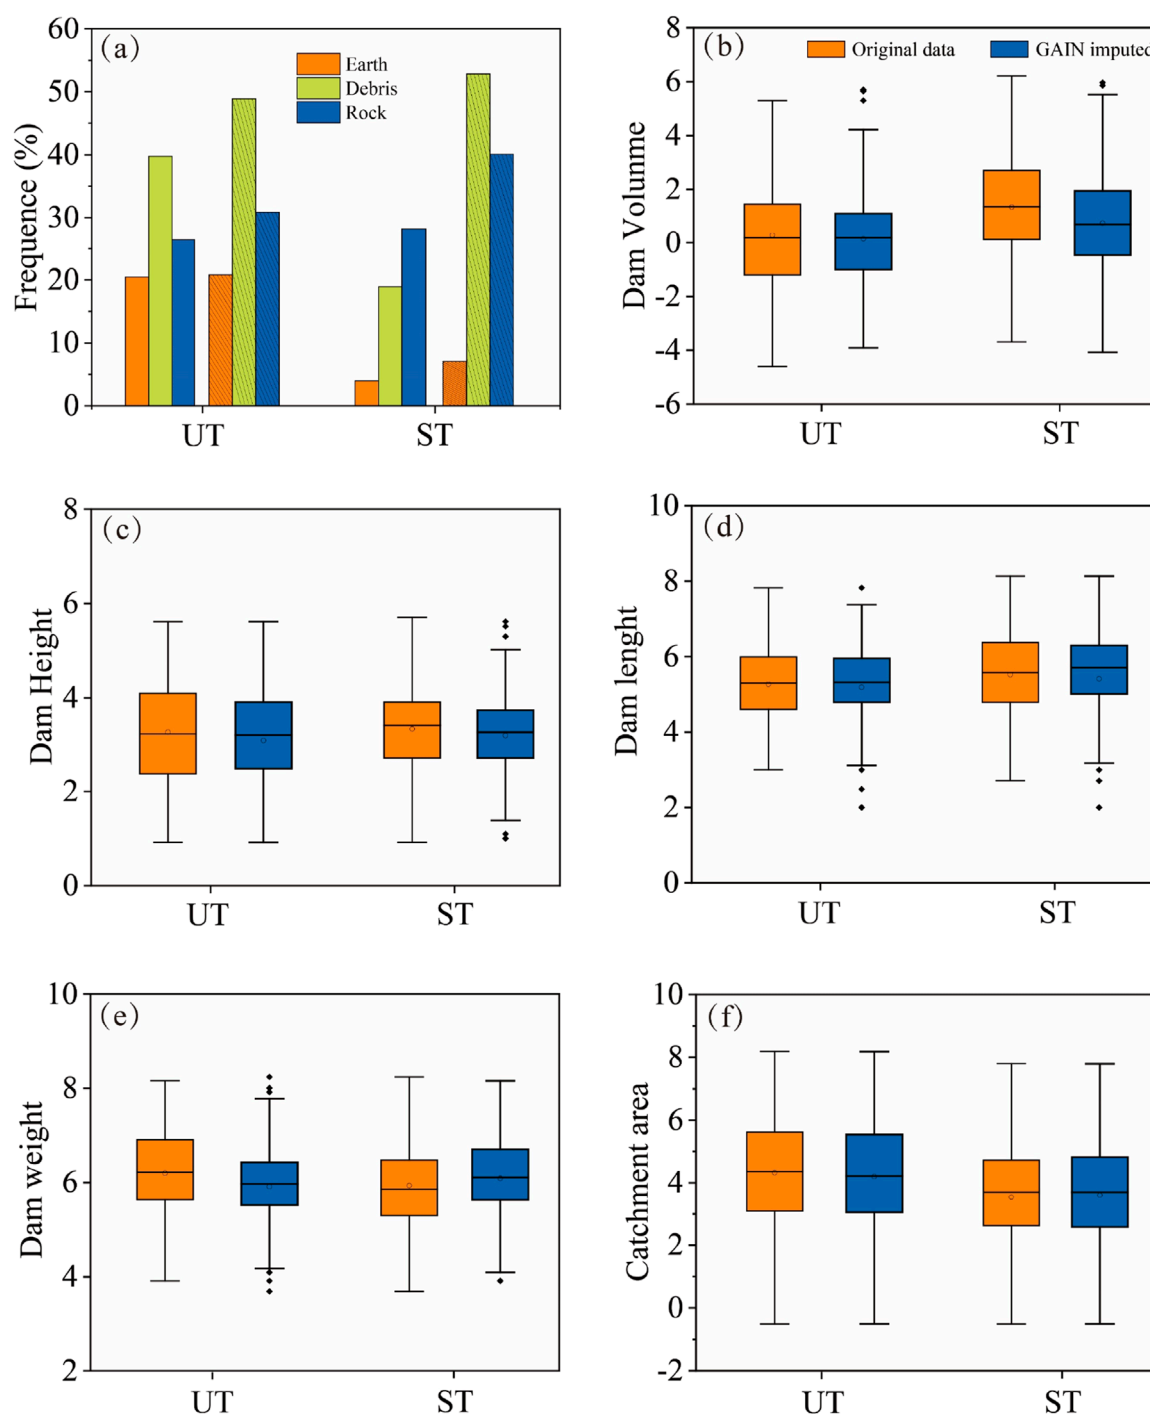 (a)
Earth
Debris
Rock
Frequence (%)
60
50
40
30
20
10
0
UT
ST
(b)
Original data
GAIN imputed
Dam Volunme
8
6
4
2
0
-2
-4
-6
UT
ST
(c)
Dam Height
8
6
4
2
0
UT
ST
(d)
Dam lenght
10
8
6
4
2
0
UT
ST
(e)
Dam weight
10
8
6
4
2
UT
ST
(f)
Catchment area
10
8
6
4
2
0
-2
UT
ST